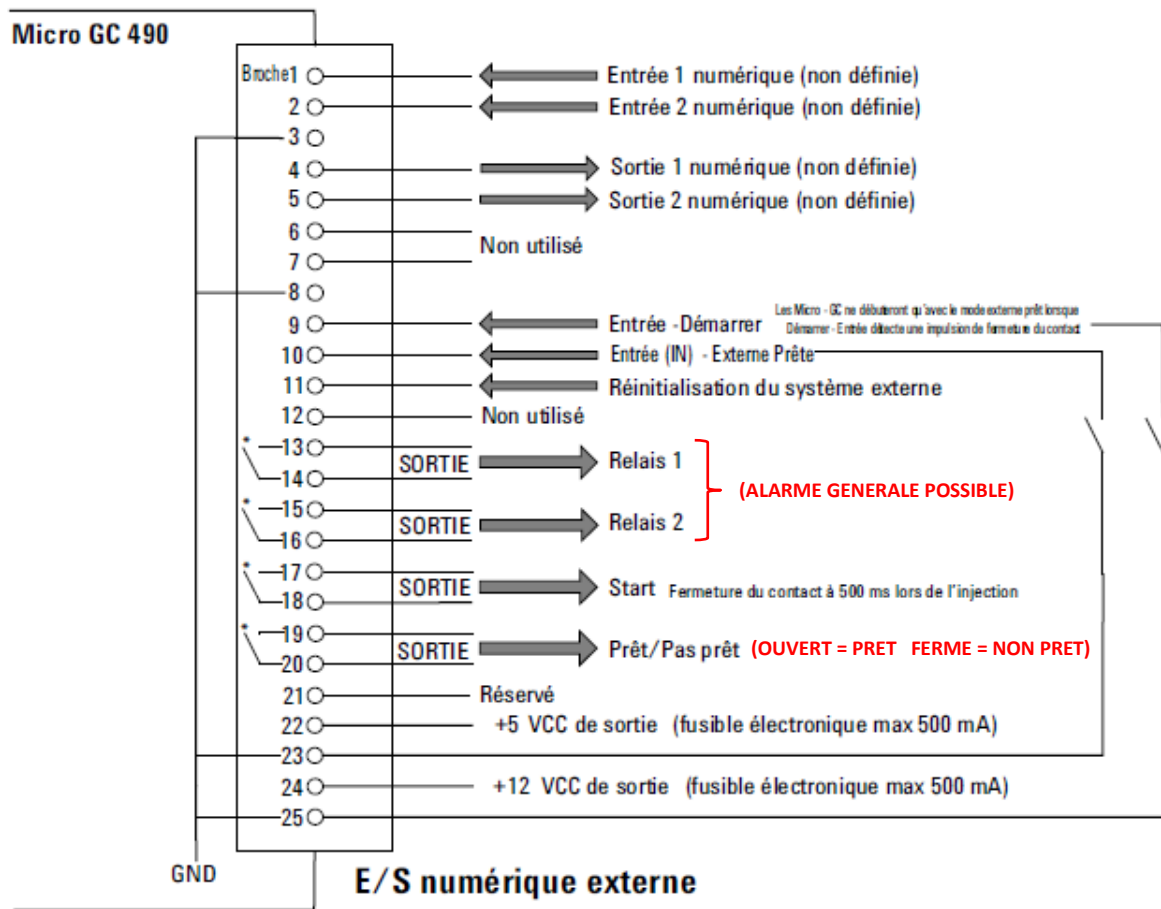 Micro GC 490
Broche1 Entrée 1 numérique (non définie)
2 Entrée 2 numérique (non définie)
3
4 Sortie 1 numérique (non définie)
5 Sortie 2 numérique (non définie)
6
Non utilisé
7
8
Les Micro - GC ne débuteront qu'avec le mode externe prêt lorsque
9 Entrée -Démarrer Démarrer - Entrée détecte une impulsion de fermeture du contact
10 Entrée (IN) - Externe Prête
11 Réinitialisation du système externe
12 Non utilisé
* 13
SORTIE Relais 1
14
(ALARME GENERALE POSSIBLE)
* 15
SORTIE Relais 2
16
* 17
SORTIE Start Fermeture du contact à 500 ms lors de l'injection
18
* 19
SORTIE Prêt/Pas prêt (OUVERT = PRET FERME = NON PRET)
20
21 Réservé
22 +5 VCC de sortie (fusible électronique max 500 mA)
23
24 +12 VCC de sortie (fusible électronique max 500 mA)
25
GND
E/S numérique externe